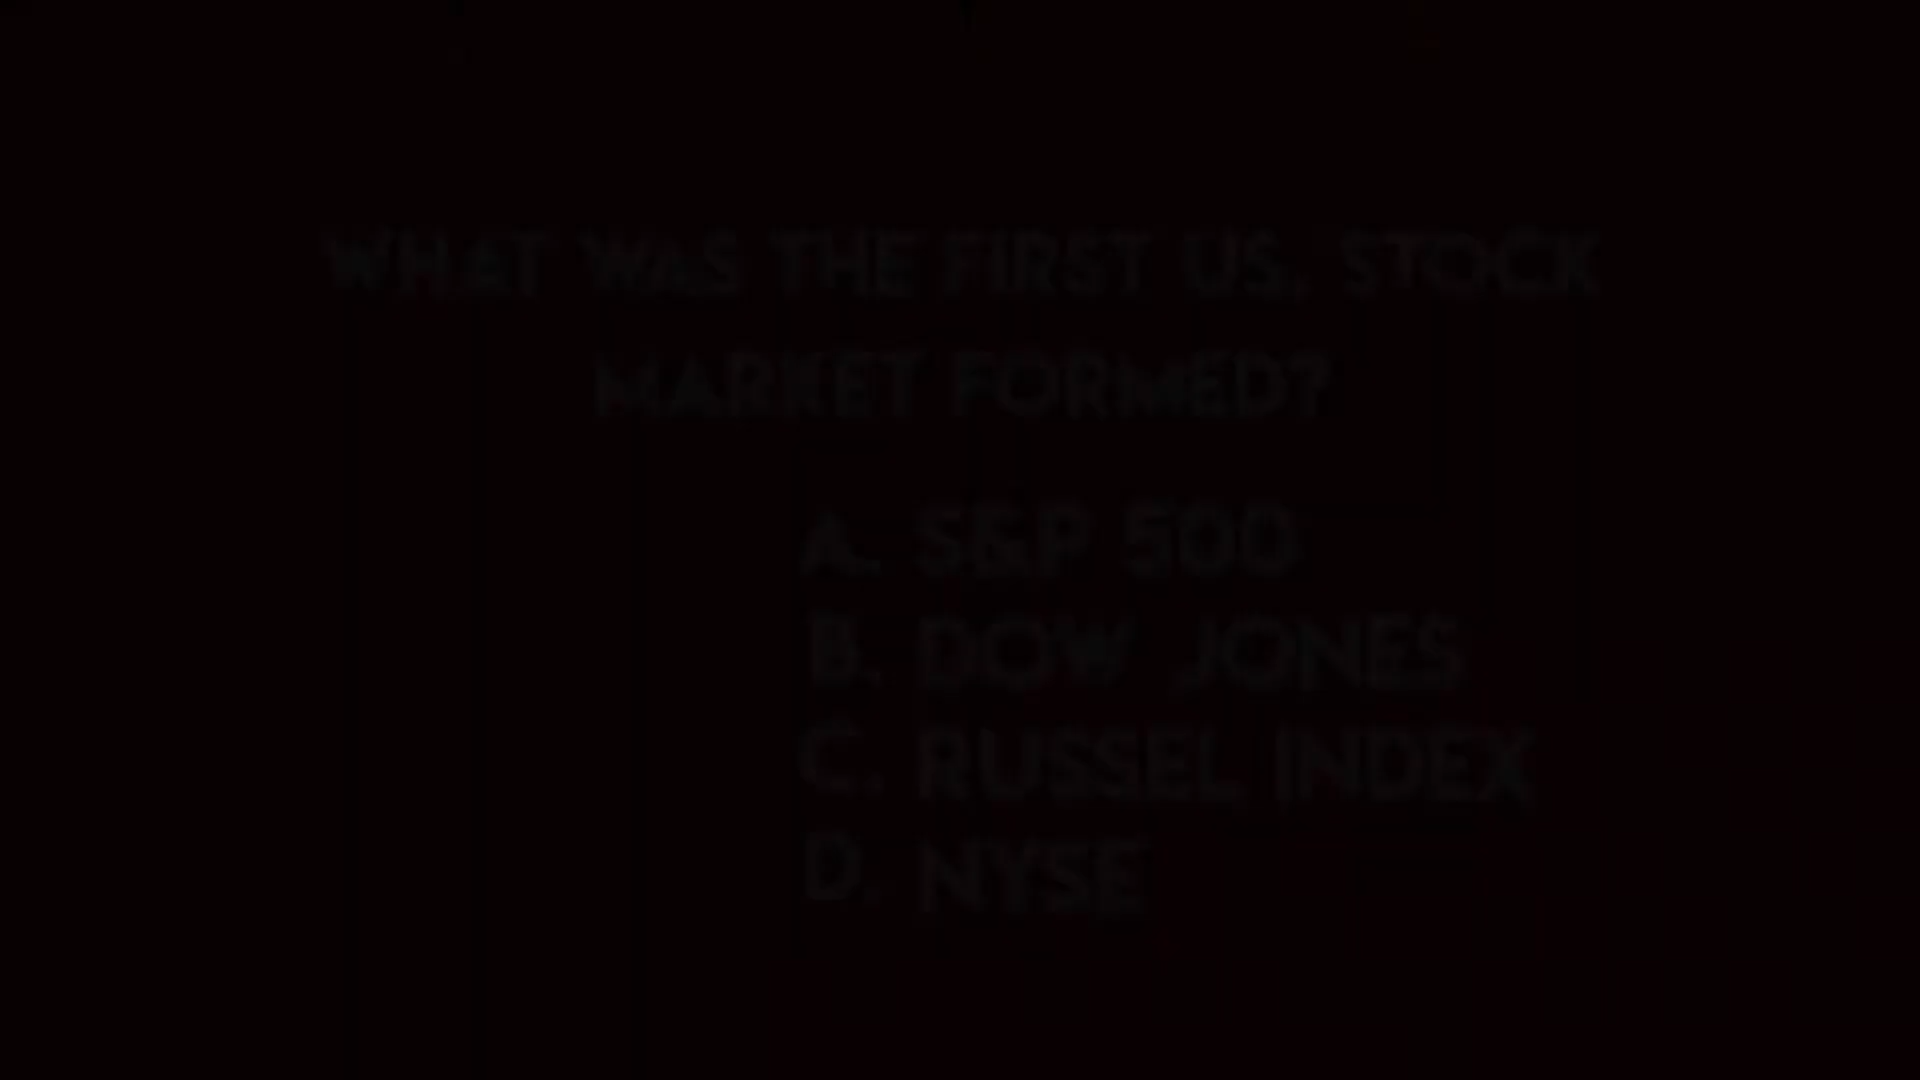 WHAT WAS THE FIRST US. STOCK
MARKET FORMED?
A. S&P 500
B. DOW JONES
C. RUSSEL INDEX
D. NYSE